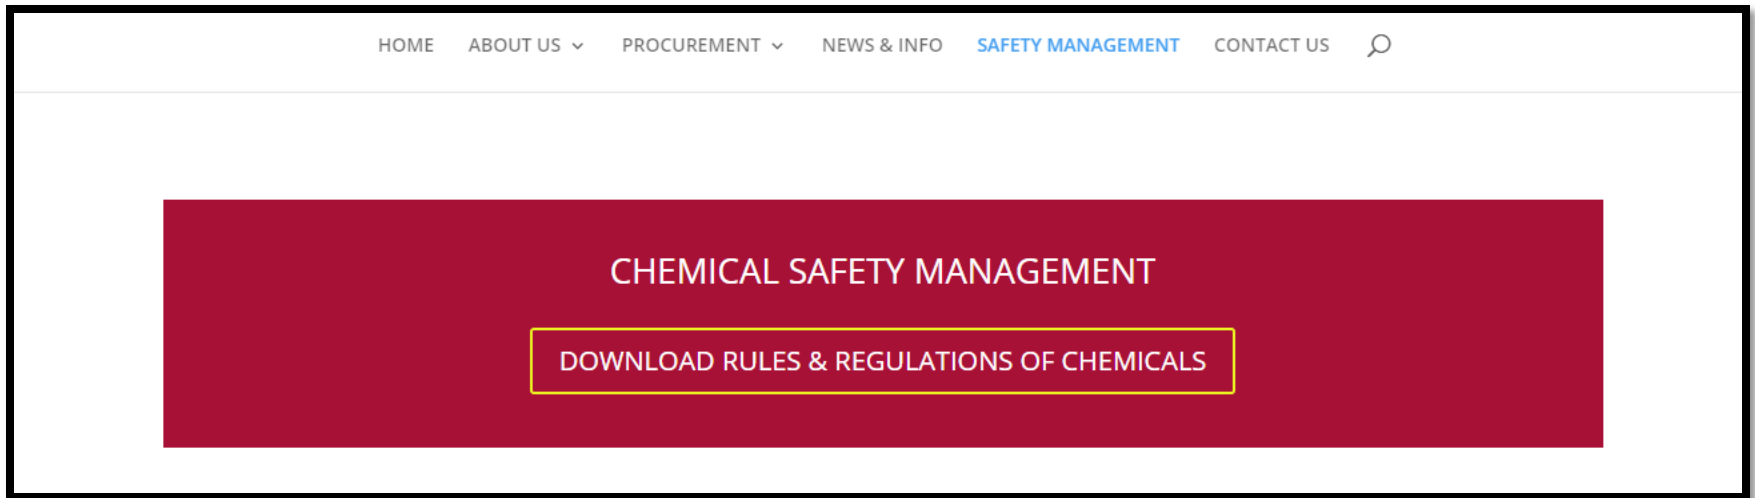 HOME ABOUT US PROCUREMENT NEWS & INFO SAFETY MANAGEMENT CONTACT US
CHEMICAL SAFETY MANAGEMENT
DOWNLOAD RULES & REGULATIONS OF CHEMICALS